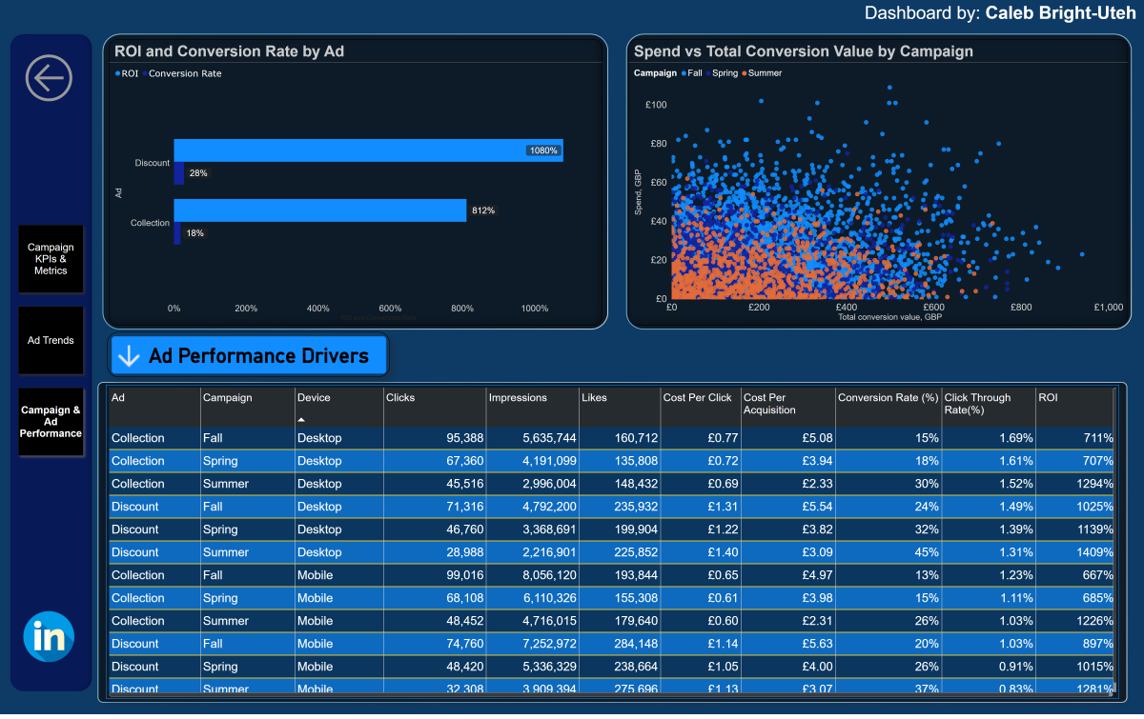 Dashboard by: Caleb Bright-Uteh
Campaign
KPIs &
Metrics
Ad Trends
Campaign &
Ad
Performance
in
ROI and Conversion Rate by Ad
ROI Conversion Rate
Ad
Discount
1080%
28%
Collection
812%
18%
0% 200% 400% 600% 800% 1000%
ROI and Conversion Rate
Spend vs Total Conversion Value by Campaign
Campaign Fall Spring Summer
Spend, GBP
£100
£80
£60
£40
£20
£0
£0 £200 £400 £600 £800 £1,000
Total conversion value, GBP
Ad Performance Drivers
Ad Campaign Device Clicks Impressions Likes Cost Per Click Cost Per Acquisition Conversion Rate (%) Click Through Rate(%) ROI
Collection Fall Desktop 95,388 5,635,744 160,712 £0.77 £5.08 15% 1.69% 711%
Collection Spring Desktop 67,360 4,191,099 135,808 £0.72 £3.94 18% 1.61% 707%
Collection Summer Desktop 45,516 2,996,004 148,432 £0.69 £2.33 30% 1.52% 1294%
Discount Fall Desktop 71,316 4,792,200 235,932 £1.31 £5.54 24% 1.49% 1025%
Discount Spring Desktop 46,760 3,368,691 199,904 £1.22 £3.82 32% 1.39% 1139%
Discount Summer Desktop 28,988 2,216,901 225,852 £1.40 £3.09 45% 1.31% 1409%
Collection Fall Mobile 99,016 8,056,120 193,844 £0.65 £4.97 13% 1.23% 667%
Collection Spring Mobile 68,108 6,110,326 155,308 £0.61 £3.98 15% 1.11% 685%
Collection Summer Mobile 48,452 4,716,015 179,640 £0.60 £2.31 26% 1.03% 1226%
Discount Fall Mobile 74,760 7,252,972 284,148 £1.14 £5.63 20% 1.03% 897%
Discount Spring Mobile 48,420 5,336,329 238,664 £1.05 £4.00 26% 0.91% 1015%
Discount Summer Mobile 32,308 3,909,394 275,696 £1.13 £3.07 37% 0.83% 1281%